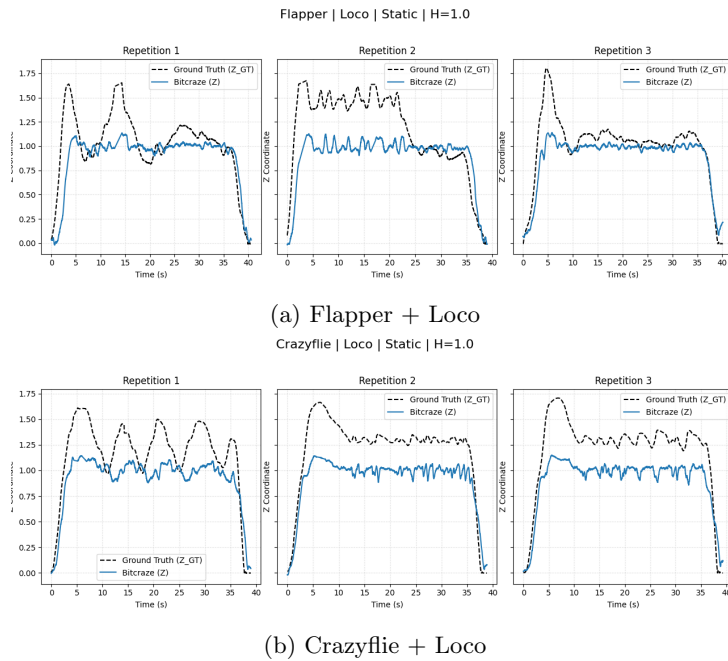 Flapper | Loco | Static | H=1.0
Repetition 1
Repetition 2
Repetition 3
Ground Truth (Z_GT)
Bitcraze (Z)
Ground Truth (Z_GT)
Bitcraze (Z)
Ground Truth (Z_GT)
Bitcraze (Z)
Z Coordinate
Z Coordinate
1.75
1.50
1.25
1.00
0.75
0.50
0.25
0.00
0 5 10 15 20 25 30 35 40
0 5 10 15 20 25 30 35 40
0 5 10 15 20 25 30 35 40
Time (s)
Time (s)
Time (s)
(a) Flapper + Loco
Crazyflie | Loco | Static | H=1.0
Repetition 1
Repetition 2
Repetition 3
Ground Truth (Z_GT)
Bitcraze (Z)
Ground Truth (Z_GT)
Bitcraze (Z)
Z Coordinate
Z Coordinate
1.75
1.50
1.25
1.00
0.75
0.50
0.25
0.00
Ground Truth (Z_GT)
Bitcraze (Z)
0 5 10 15 20 25 30 35 40
0 5 10 15 20 25 30 35 40
0 5 10 15 20 25 30 35 40
Time (s)
Time (s)
Time (s)
(b) Crazyflie + Loco